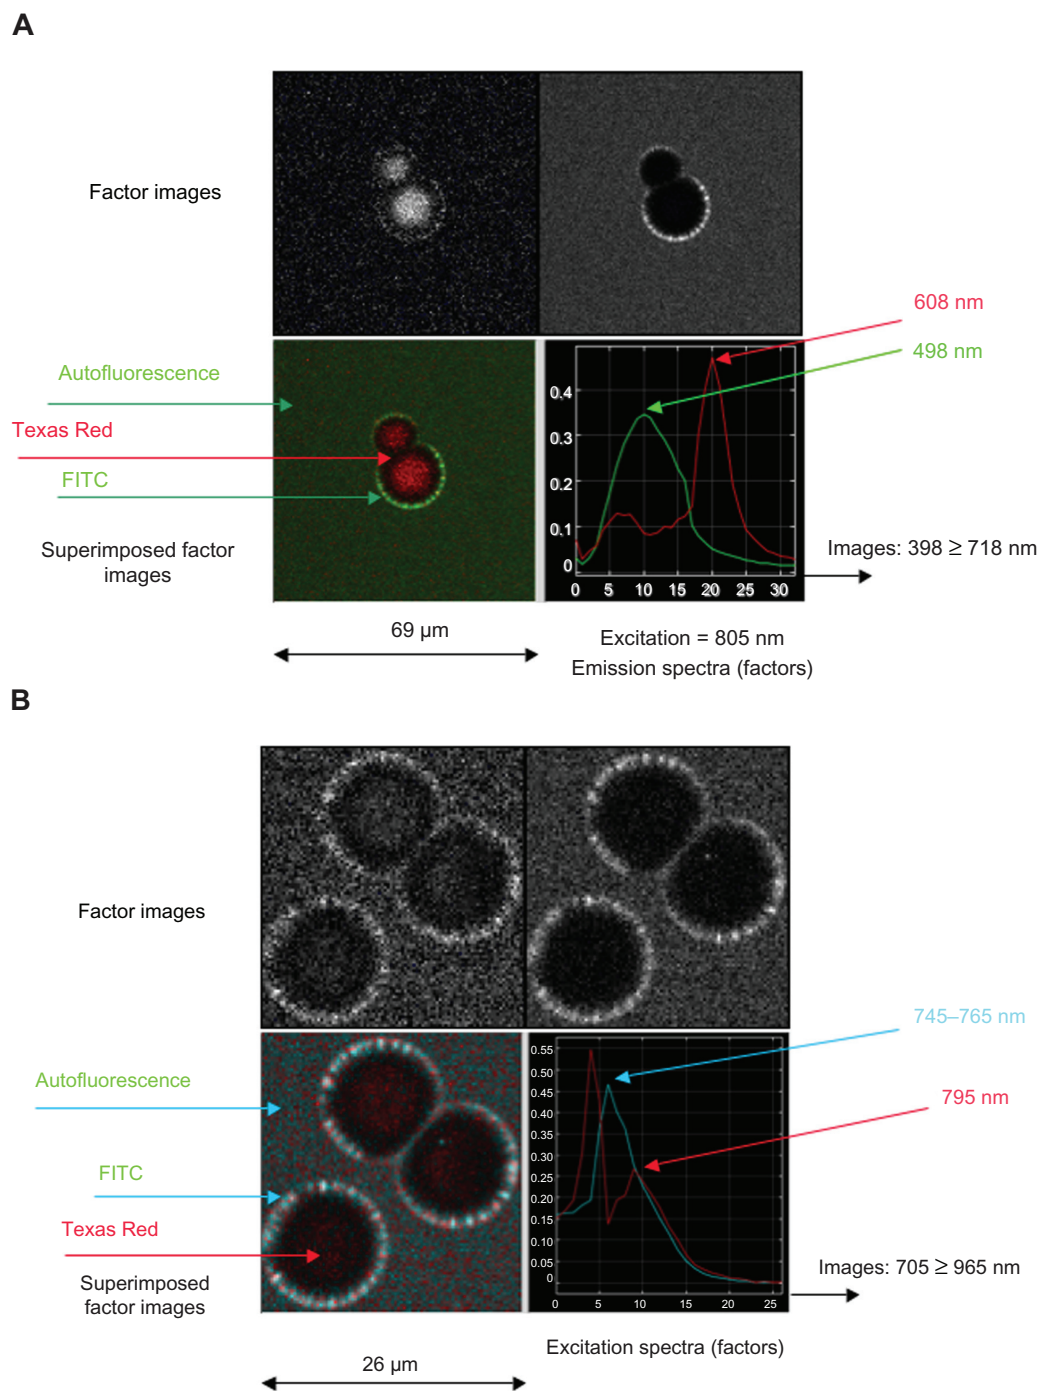 A
Factor images
608 nm
498 nm
Autofluorescence
Texas Red
FITC
Superimposed factor
images
0.4
0.3
0.2
0.1
0
0 5 10 15 20 25 30
Images: 398 ≥ 718 nm
69 µm
Excitation = 805 nm
Emission spectra (factors)
B
Factor images
745–765 nm
795 nm
Autofluorescence
FITC
Texas Red
Superimposed
factor images
0.55
0.50
0.45
0.40
0.35
0.30
0.25
0.20
0.15
0.10
0.05
0
0 5 10 15 20 25
Images: 705 ≥ 965 nm
Excitation spectra (factors)
26 µm